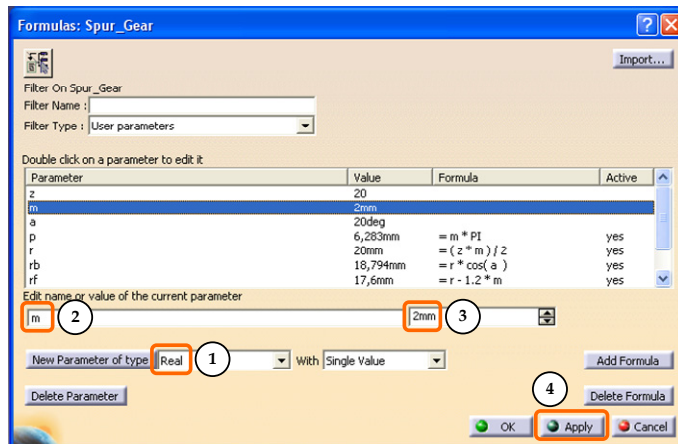 Formulas: Spur_Gear
Import...
Filter On Spur_Gear
Filter Name :
Filter Type : User parameters
Double click on a parameter to edit it
Parameter Value Formula Active
z 20
m 2mm
a 20deg
p 6,283mm = m * PI yes
r 20mm = ( z * m ) / 2 yes
rb 18,794mm = r * cos( a ) yes
rf 17,6mm = r - 1.2 * m yes
Edit name or value of the current parameter
m 2 2mm 3
New Parameter of type Real 1 With Single Value Add Formula
4
Delete Parameter Delete Formula
OK Apply Cancel